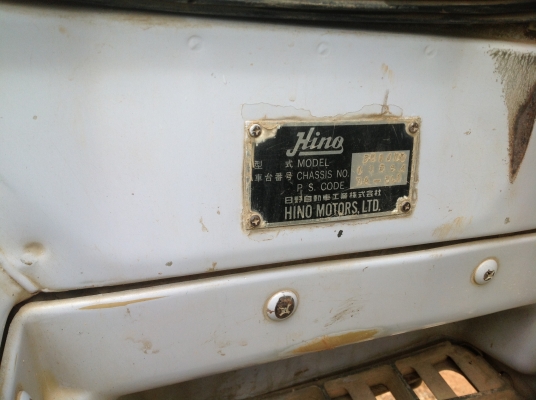 Hino
型 式 MODEL
車台番号 CHASSIS NO.
P. S. CODE
日野自動車工業株式会社
HINO MOTORS, LTD.